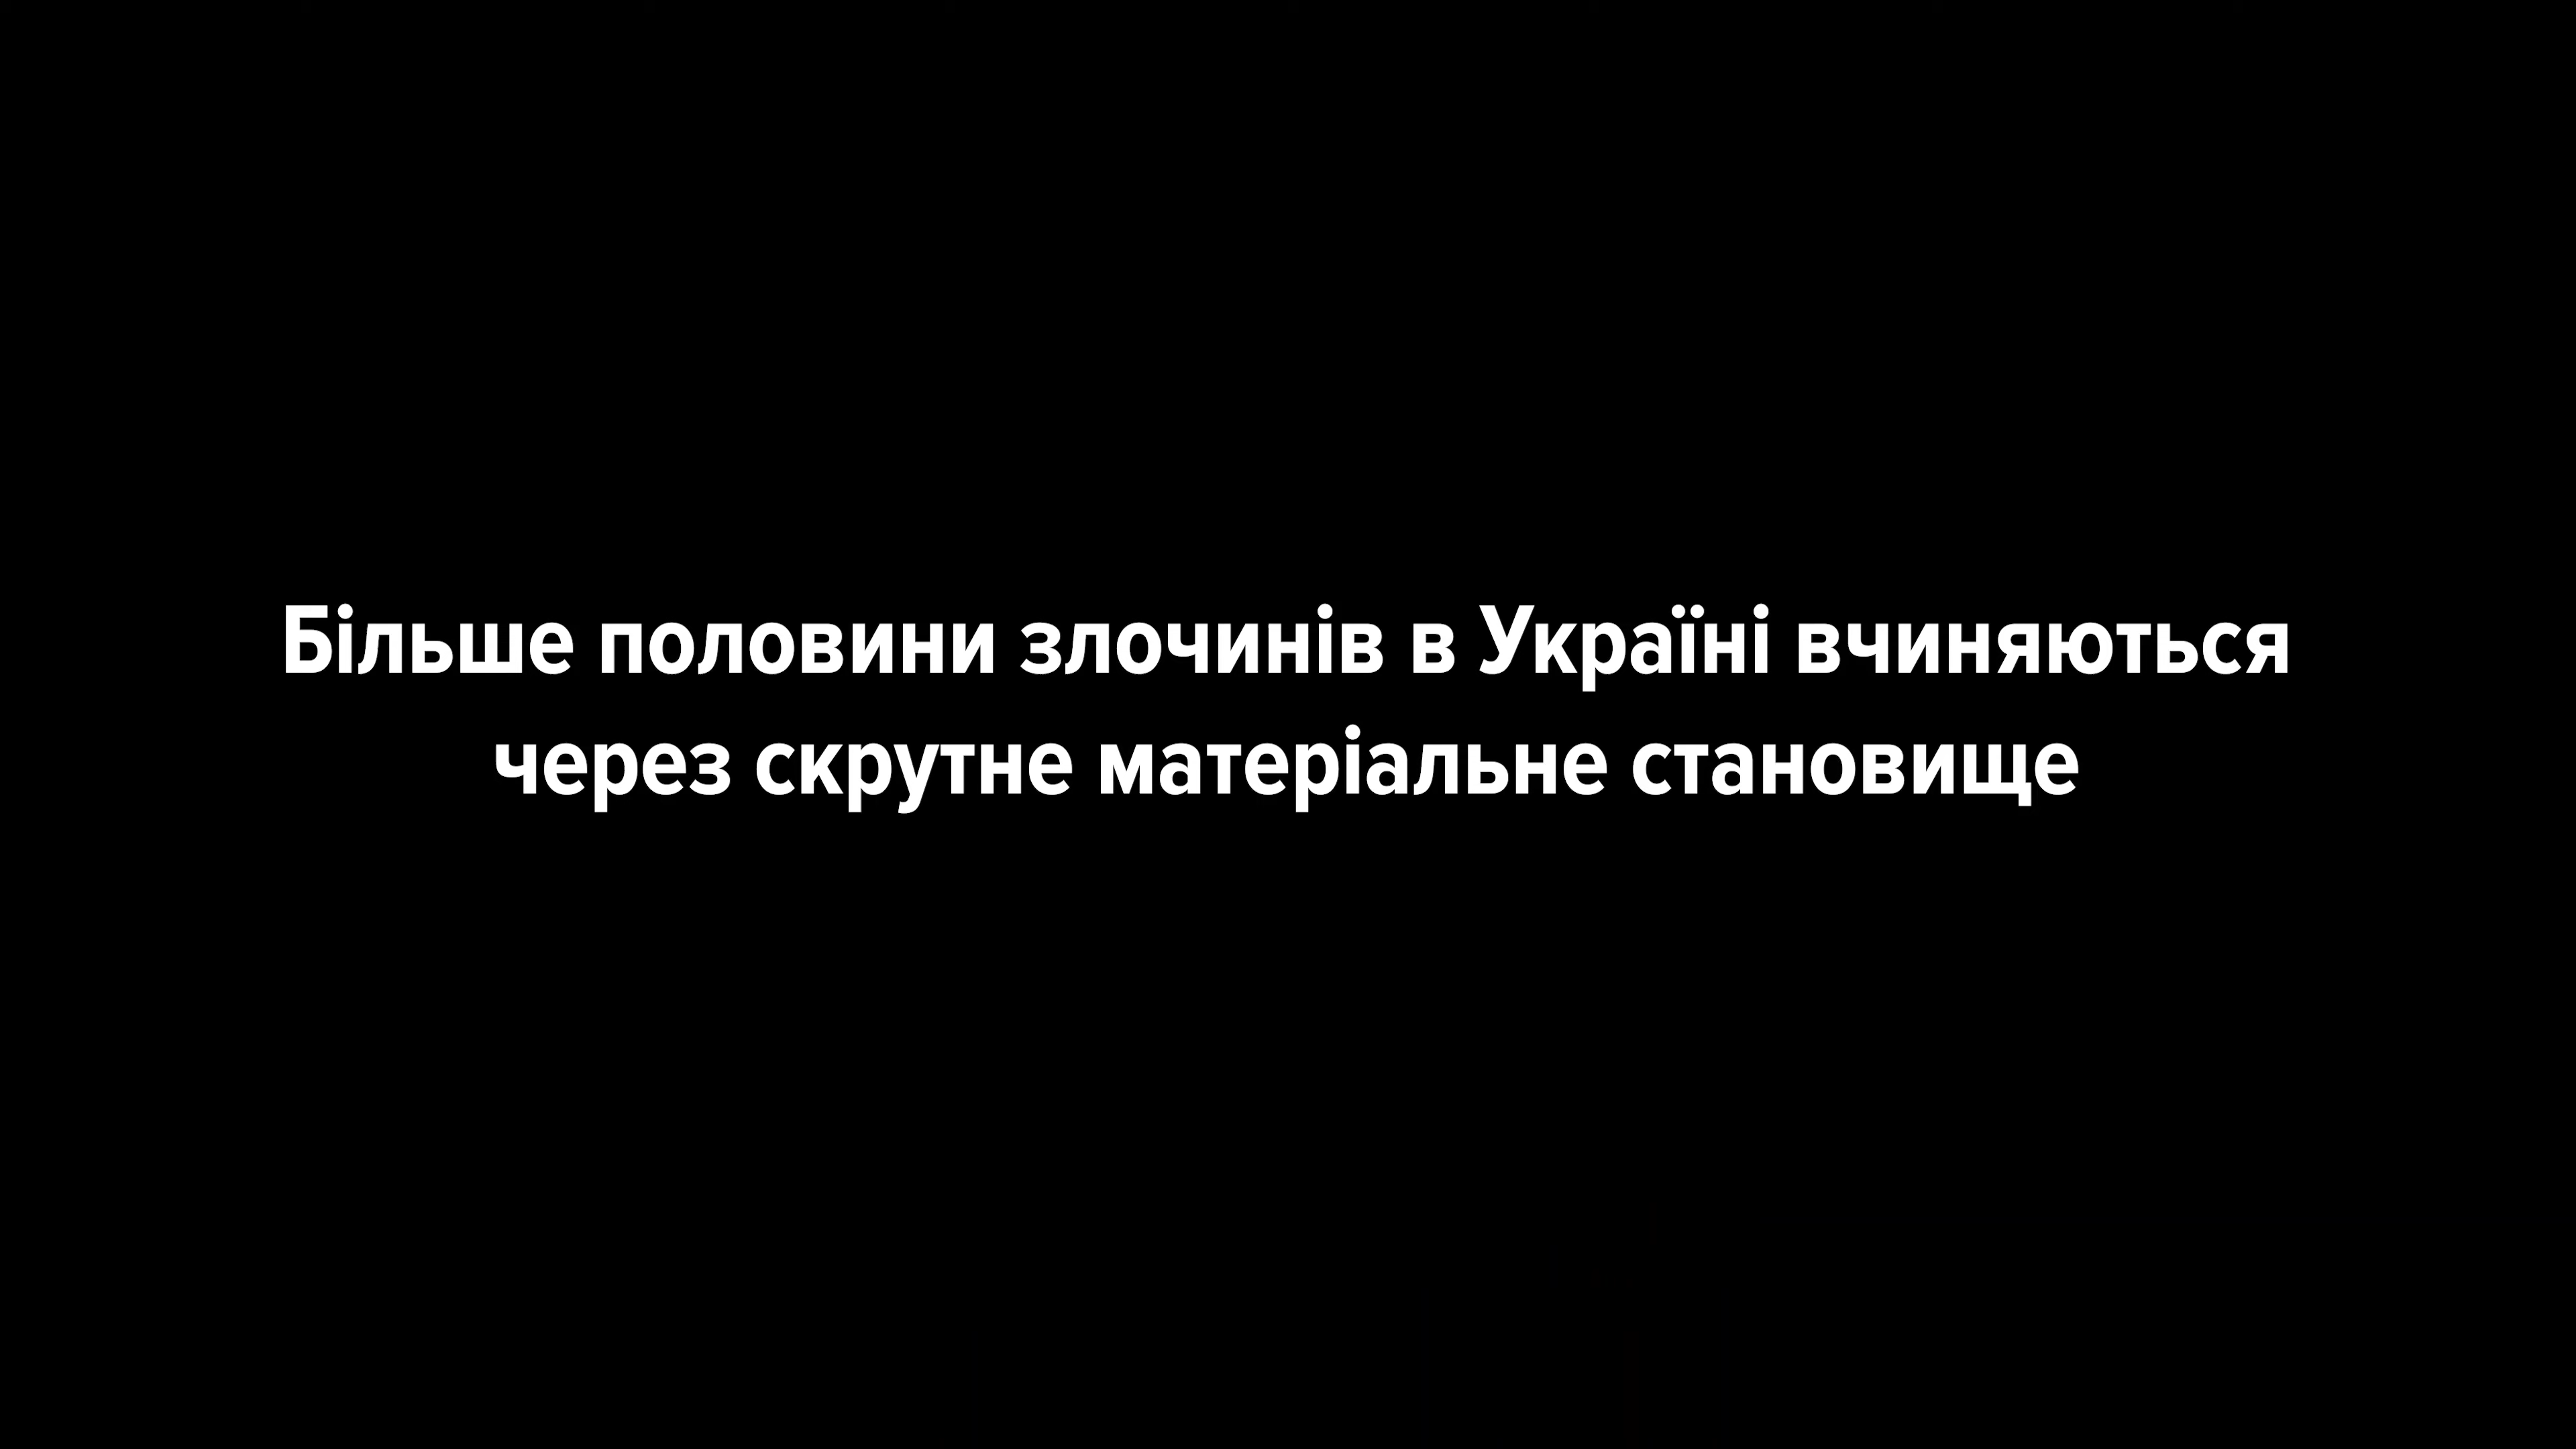 Більше половини злочинів в Україні вчиняються
через скрутне матеріальне становище